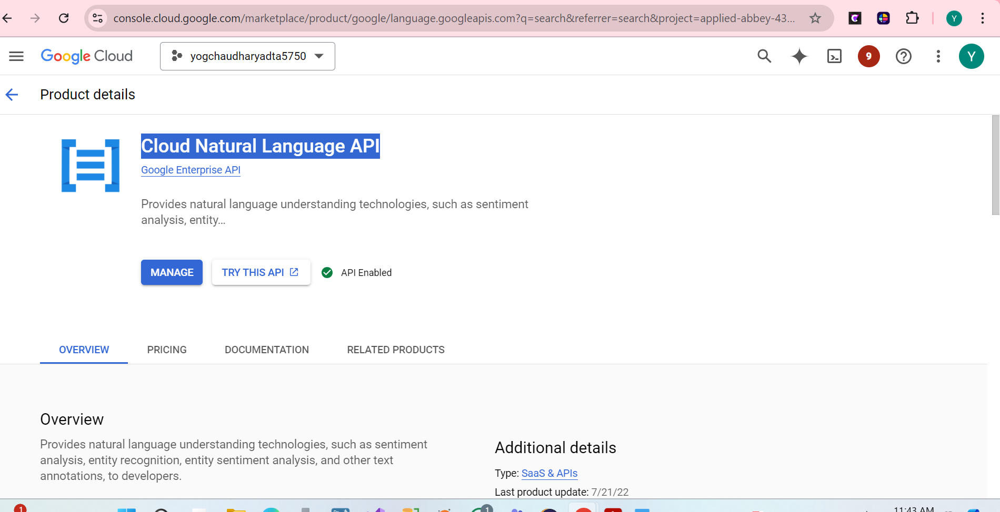 console.cloud.google.com/marketplace/product/google/language.googleapis.com?q=search&referrer=search&project=applied-abbey-43...
Y
Google Cloud
yogchaudharyadta5750
9
Y
Product details
Cloud Natural Language API
Google Enterprise API
Provides natural language understanding technologies, such as sentiment
analysis, entity...
MANAGE
TRY THIS API
API Enabled
OVERVIEW
PRICING
DOCUMENTATION
RELATED PRODUCTS
Overview
Provides natural language understanding technologies, such as sentiment
analysis, entity recognition, entity sentiment analysis, and other text
annotations, to developers.
Additional details
Type: SaaS & APIs
Last product update: 7/21/22
1
1
11:43 AM